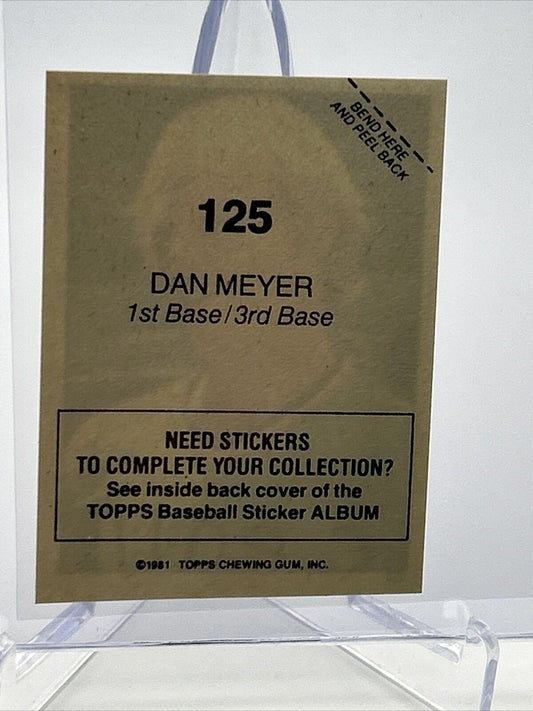 BEND HERE
AND PEEL BACK
125
DAN MEYER
1st Base/3rd Base
NEED STICKERS
TO COMPLETE YOUR COLLECTION?
See inside back cover of the
TOPPS Baseball Sticker ALBUM
©1981 TOPPS CHEWING GUM, INC.